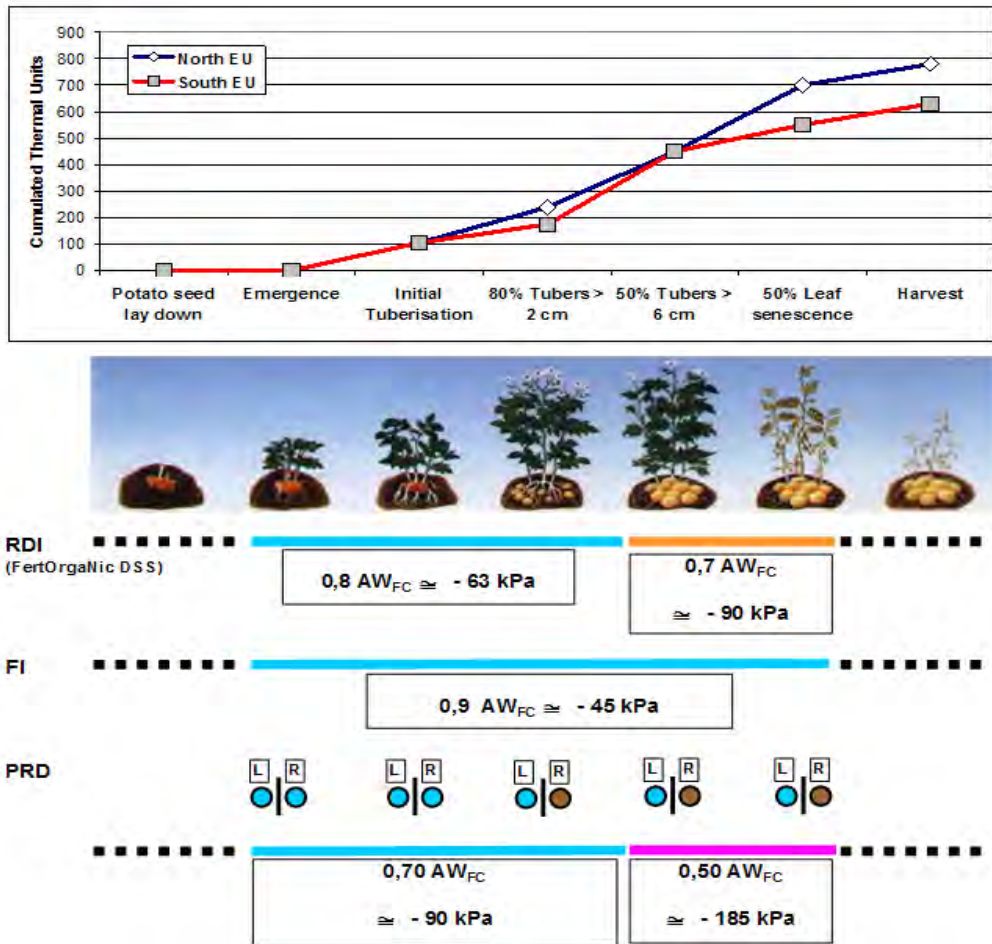 900
800
700
600
500
400
300
200
100
0
Cumulated Thermal Units
North EU
South EU
Potato seed lay down
Emergence
Initial Tuberisation
80% Tubers > 2 cm
50% Tubers > 6 cm
50% Leaf senescence
Harvest
RDI
(FertOrgaNic DSS)
0,8 AWFC ≅ - 63 kPa
0,7 AWFC
≅ - 90 kPa
FI
0,9 AWFC ≅ - 45 kPa
PRD
L R L R L R L R L R
0,70 AWFC
≅ - 90 kPa
0,50 AWFC
≅ - 185 kPa